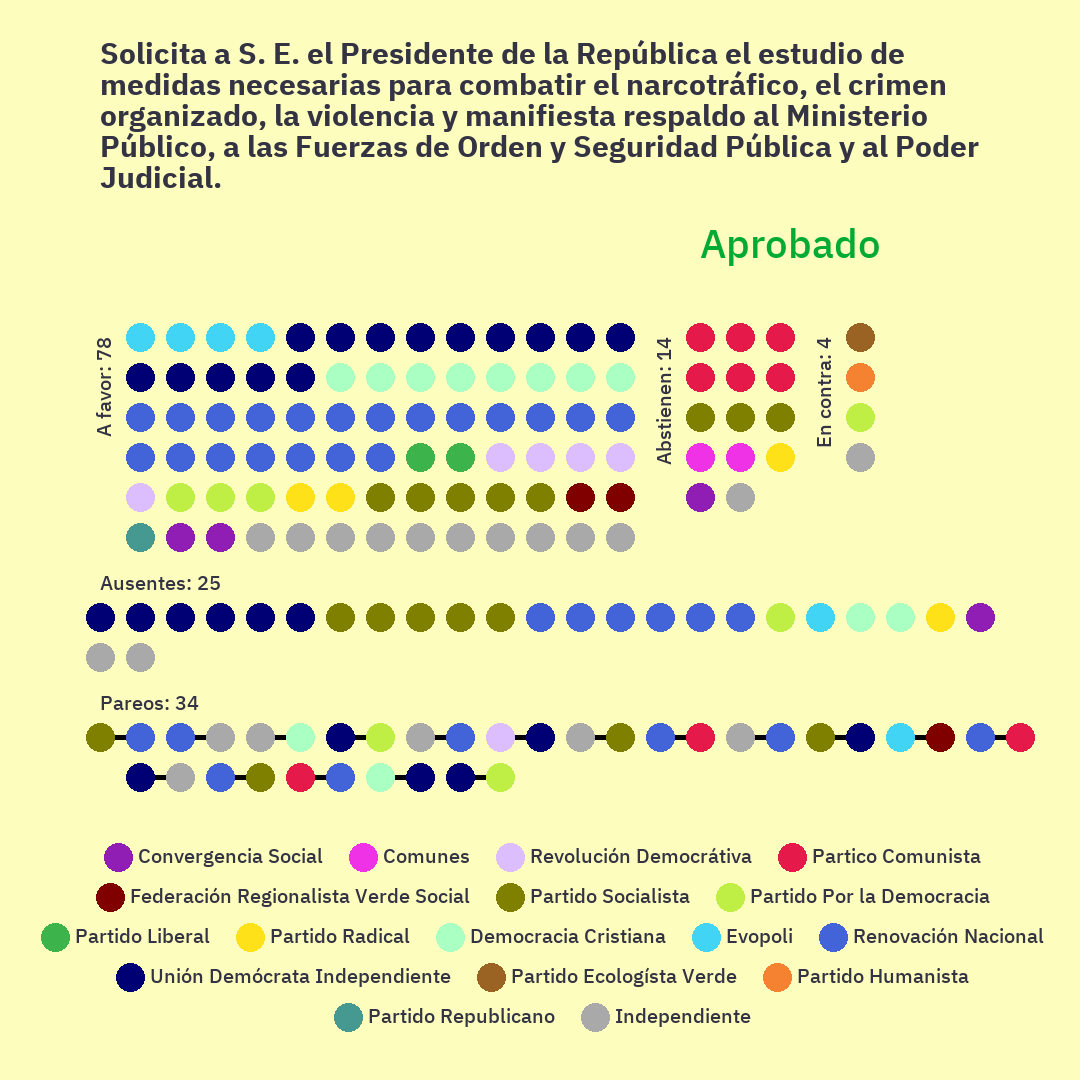 Solicita a S. E. el Presidente de la República el estudio de
medidas necesarias para combatir el narcotráfico, el crimen
organizado, la violencia y manifiesta respaldo al Ministerio
Público, a las Fuerzas de Orden y Seguridad Pública y al Poder
Judicial.
Aprobado
A favor: 78
Abstienen: 14
En contra: 4
Ausentes: 25
Pareos: 34
Convergencia Social
Comunes
Revolución Democrátiva
Partico Comunista
Federación Regionalista Verde Social
Partido Socialista
Partido Por la Democracia
Partido Liberal
Partido Radical
Democracia Cristiana
Evopoli
Renovación Nacional
Unión Demócrata Independiente
Partido Ecologísta Verde
Partido Humanista
Partido Republicano
Independiente